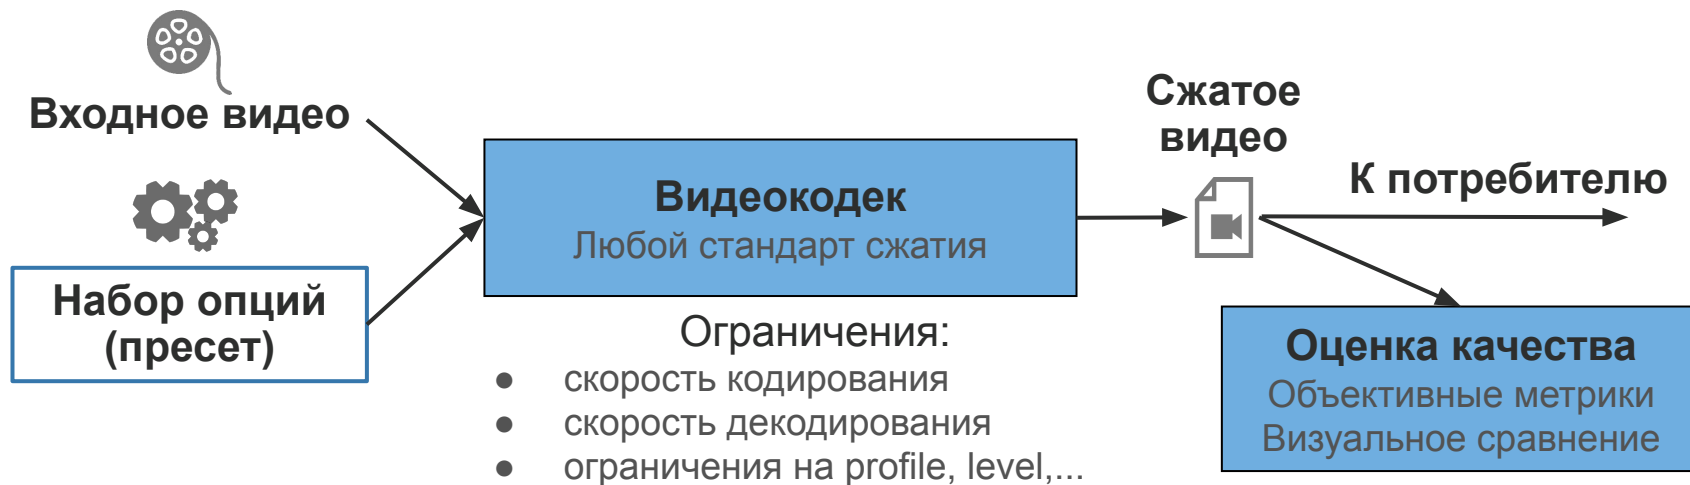 Входное видео
Набор опций
(пресет)
Видеокодек
Любой стандарт сжатия
Ограничения:
● скорость кодирования
● скорость декодирования
● ограничения на profile, level,...
Сжатое
видео
К потребителю
Оценка качества
Объективные метрики
Визуальное сравнение